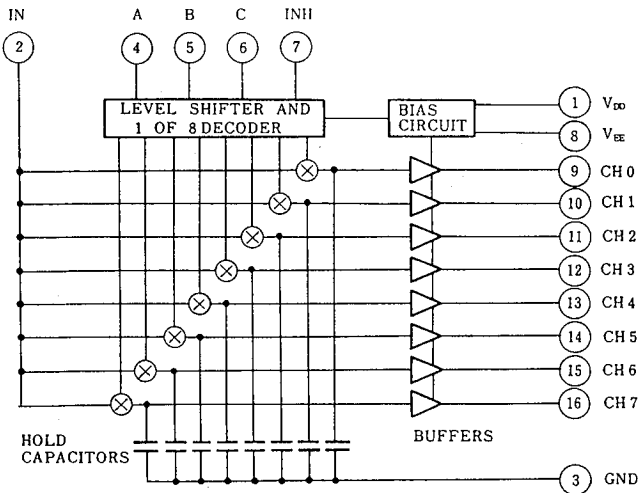 IN A B C INH
2 4 5 6 7
LEVEL SHIFTER AND
1 OF 8 DECODER
BIAS
CIRCUIT
1 VDD
8 VEE
9 CH 0
10 CH 1
11 CH 2
12 CH 3
13 CH 4
14 CH 5
15 CH 6
16 CH 7
HOLD
CAPACITORS
BUFFERS
3 GND